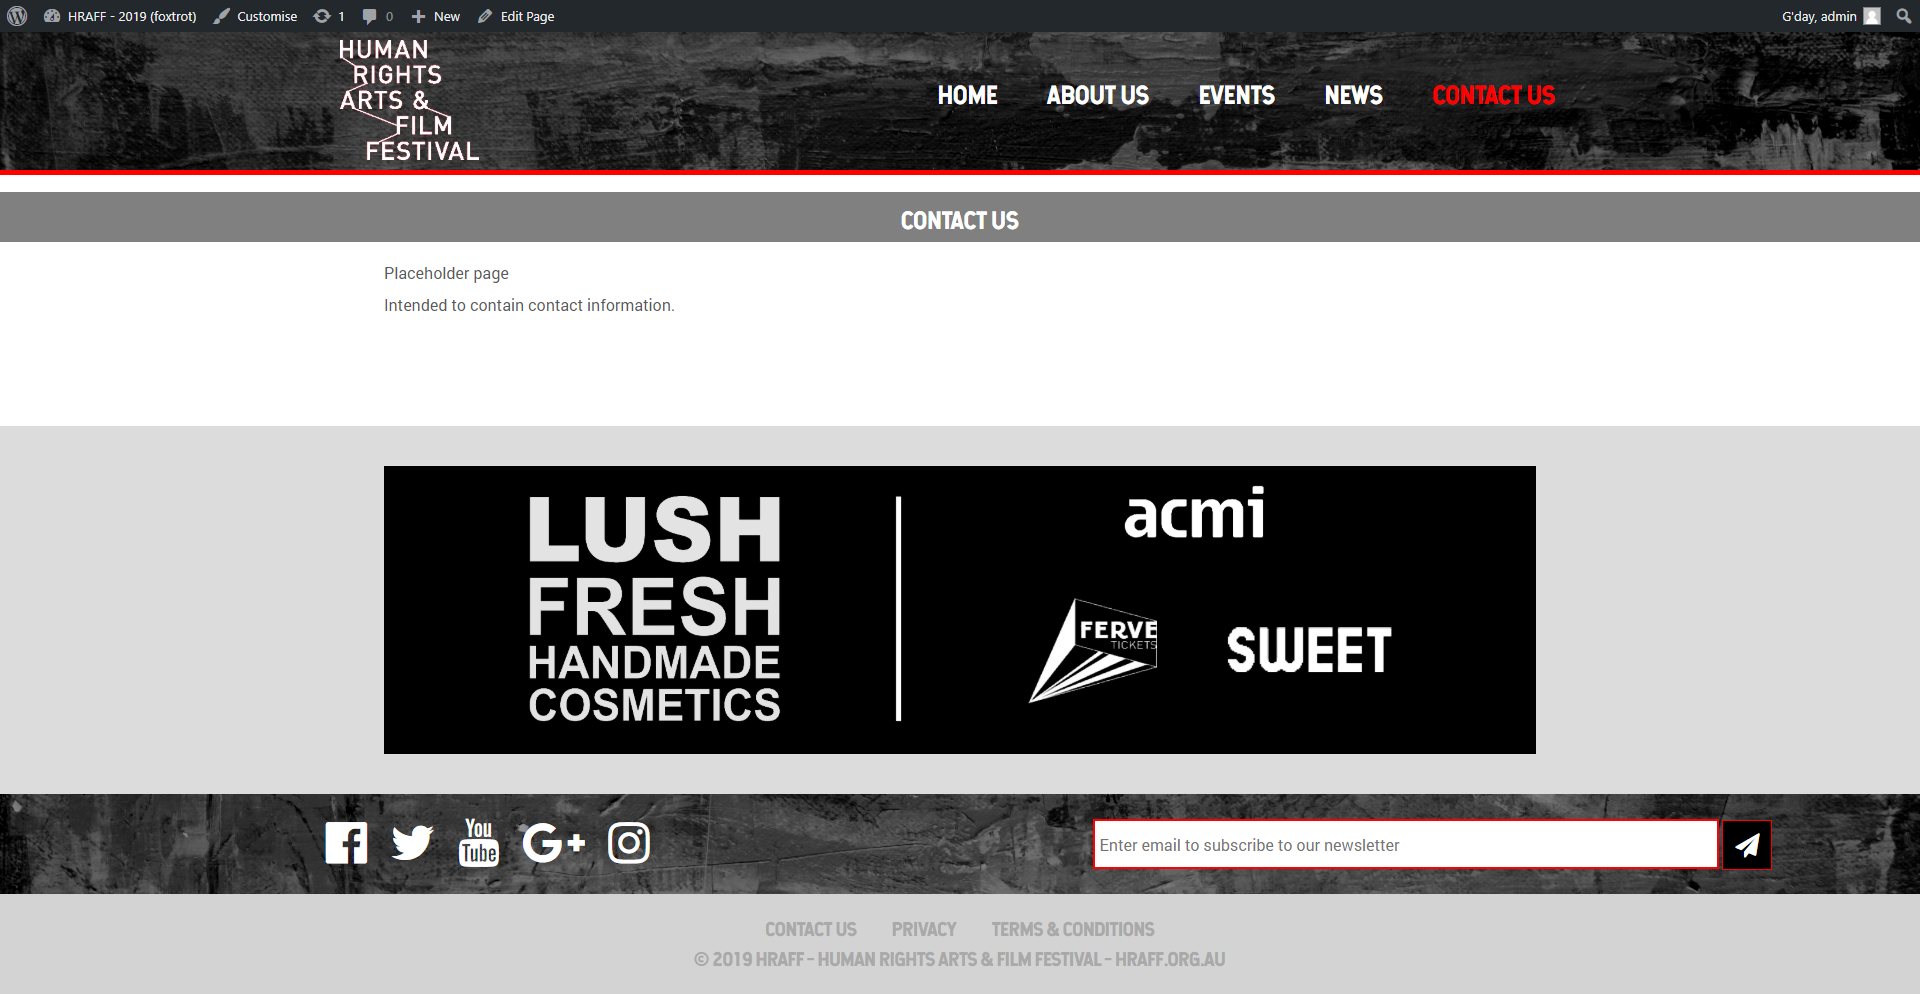 HRAFF - 2019 (foxtrot) Customise 1 0 New Edit Page G'day, admin
HUMAN
RIGHTS
ARTS &
FILM
FESTIVAL
HOME ABOUT US EVENTS NEWS CONTACT US
CONTACT US
Placeholder page
Intended to contain contact information.
LUSH
FRESH
HANDMADE
COSMETICS
acmi
FERVE
TICKETS
SWEET
You
Tube
G+
Enter email to subscribe to our newsletter
CONTACT US PRIVACY TERMS & CONDITIONS
© 2019 HRAFF - HUMAN RIGHTS ARTS & FILM FESTIVAL - HRAFF.ORG.AU